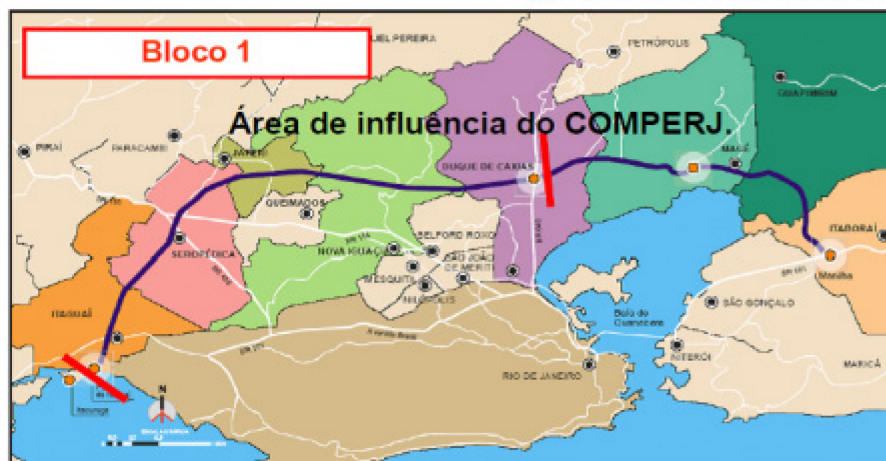 Bloco 1
PETRÓPOLIS
Área de influência do COMPERJ.
PIRAÍ
PARACAMBI
JAPERI
DUQUE DE CAXIAS
MAGÉ
QUEIMADOS
ITABORAÍ
SEROPÉDICA
NOVA IGUAÇU
BELFORD ROXO
SÃO JOÃO
DE MERITI
MESQUITA
NILÓPOLIS
Manilha
SÃO GONÇALO
ITAGUAÍ
Baía de
Guanabara
NITERÓI
MARICÁ
RIO DE JANEIRO
N